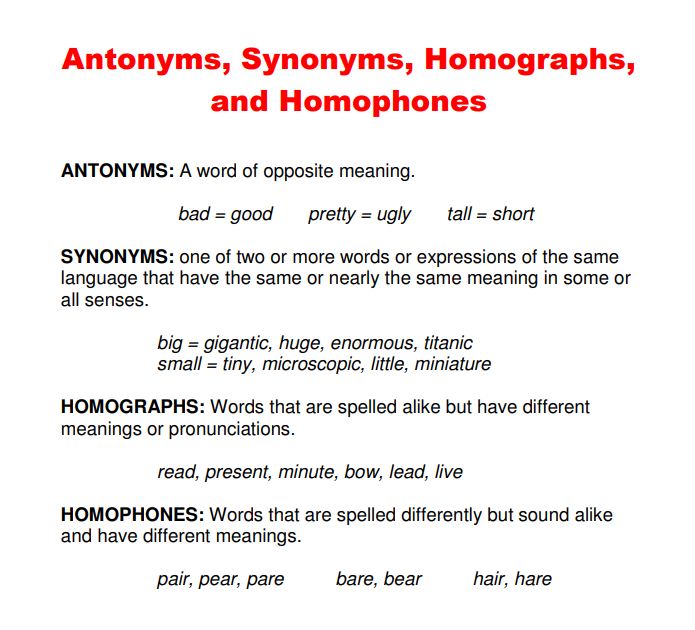 Antonyms, Synonyms, Homographs,
and Homophones
ANTONYMS: A word of opposite meaning.
bad = good pretty = ugly tall = short
SYNONYMS: one of two or more words or expressions of the same
language that have the same or nearly the same meaning in some or
all senses.
big = gigantic, huge, enormous, titanic
small = tiny, microscopic, little, miniature
HOMOGRAPHS: Words that are spelled alike but have different
meanings or pronunciations.
read, present, minute, bow, lead, live
HOMOPHONES: Words that are spelled differently but sound alike
and have different meanings.
pair, pear, pare bare, bear hair, hare